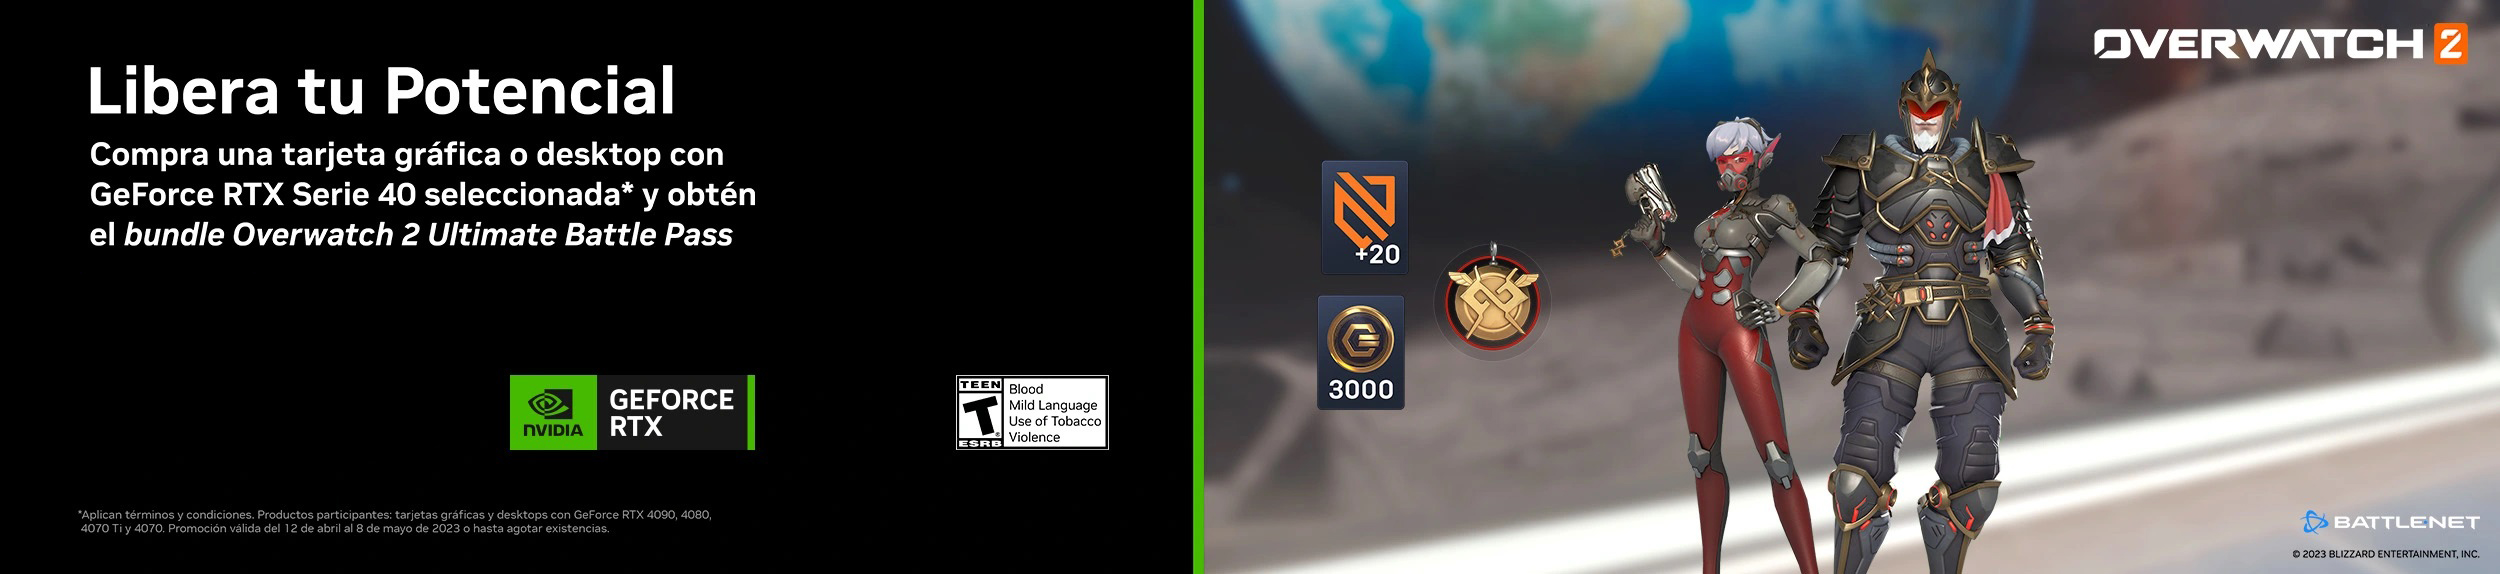 Libera tu Potencial
Compra una tarjeta gráfica o desktop con
GeForce RTX Serie 40 seleccionada* y obtén
el bundle Overwatch 2 Ultimate Battle Pass
NVIDIA
GEFORCE
RTX
TEEN
T
ESRB
Blood
Mild Language
Use of Tobacco
Violence
*Aplican términos y condiciones. Productos participantes: tarjetas gráficas y desktops con GeForce RTX 4090, 4080,
4070 Ti y 4070. Promoción válida del 12 de abril al 8 de mayo de 2023 o hasta agotar existencias.
OVERWATCH 2
+20
3000
BATTLE.NET
© 2023 BLIZZARD ENTERTAINMENT, INC.